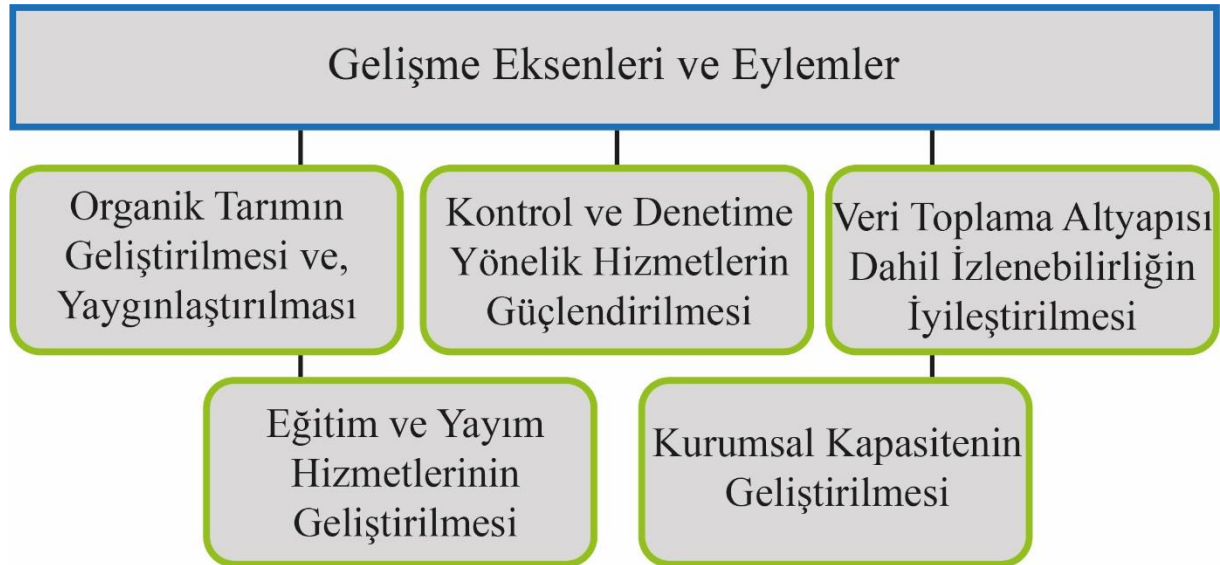 Gelişme Eksenleri ve Eylemler
Organik Tarımın
Geliştirilmesi ve,
Yaygınlaştırılması
Kontrol ve Denetime
Yönelik Hizmetlerin
Güçlendirilmesi
Veri Toplama Altyapısı
Dahil İzlenebilirliğin
İyileştirilmesi
Eğitim ve Yayım
Hizmetlerinin
Geliştirilmesi
Kurumsal Kapasitenin
Geliştirilmesi